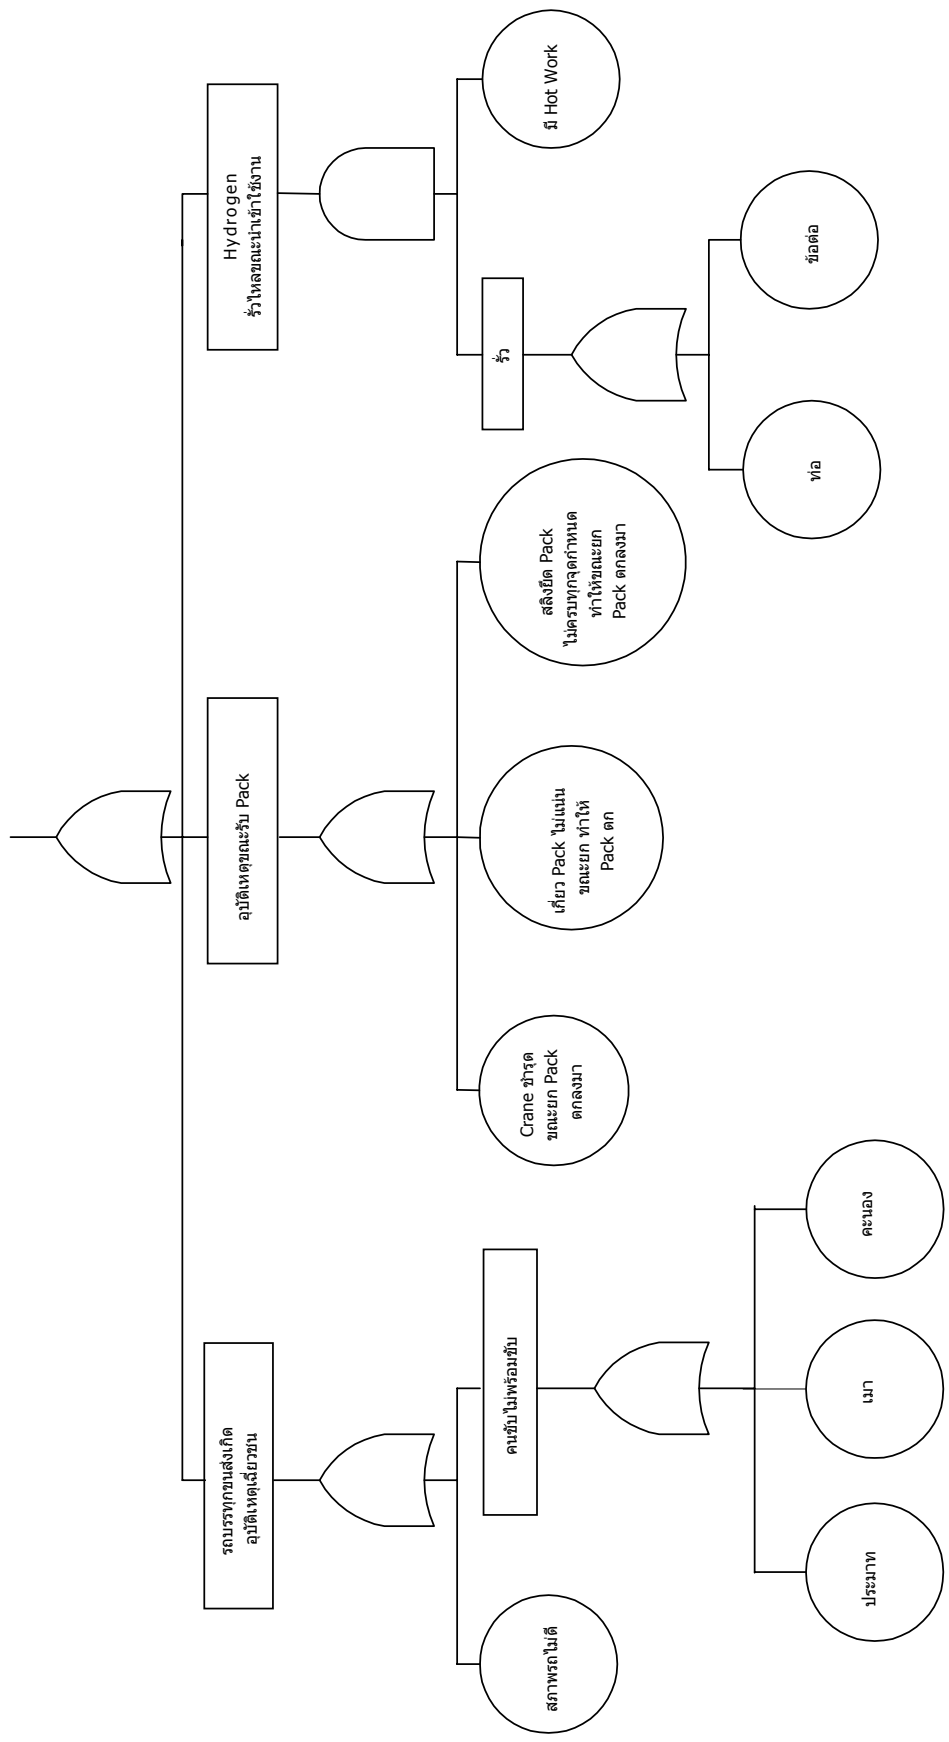 รถบรรทุกขนส่งเกิด
อุบัติเหตุเฉี่ยวชน
อุบัติเหตุขณะรับ Pack
Hydrogen
รั่วไหลขณะนำเข้าใช้งาน
สภาพรถไม่ดี
คนขับไม่พร้อมขับ
Crane ชำรุด
ขณะยก Pack
ตกลงมา
เกี่ยว Pack ไม่แน่น
ขณะยก ทำให้
Pack ตก
สลิงยึด Pack
ไม่ครบทุกจุดกำหนด
ทำให้ขณะยก
Pack ตกลงมา
รั่ว
มี Hot Work
ประมาท
เมา
คะนอง
ท่อ
ข้อต่อ